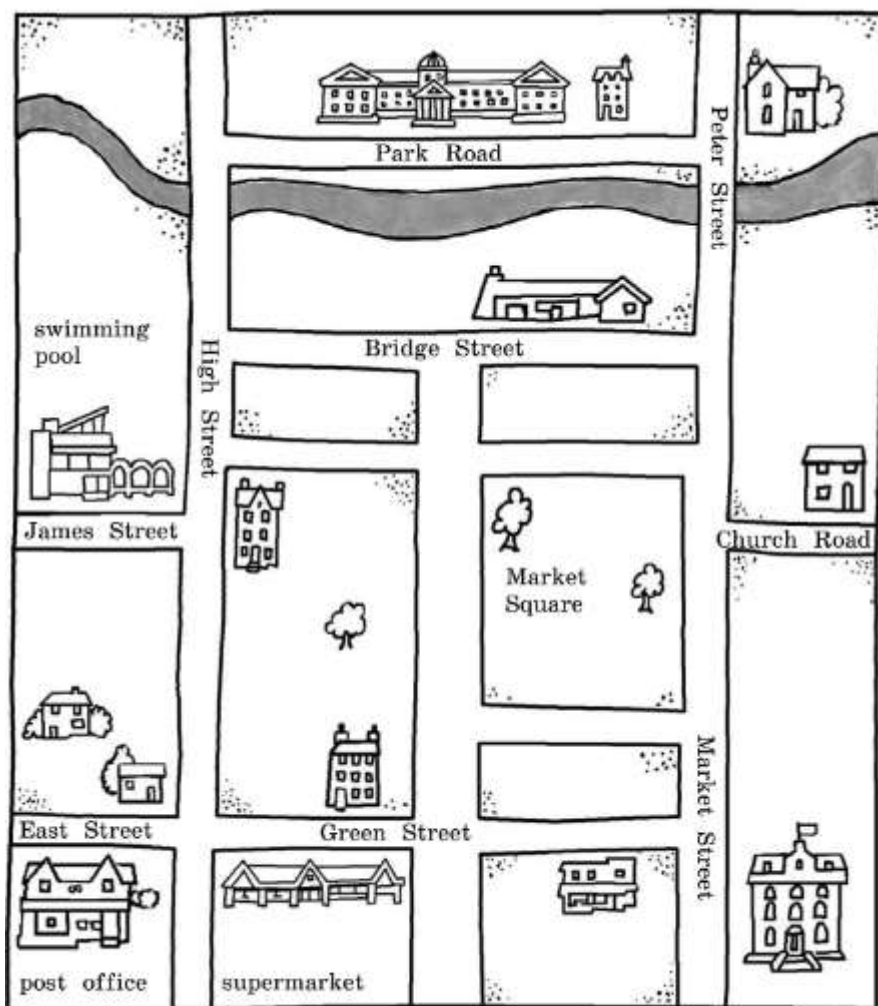 Park Road
Peter Street
swimming
pool
High Street
Bridge Street
James Street
Church Road
Market
Square
Market Street
East Street
Green Street
post office
supermarket